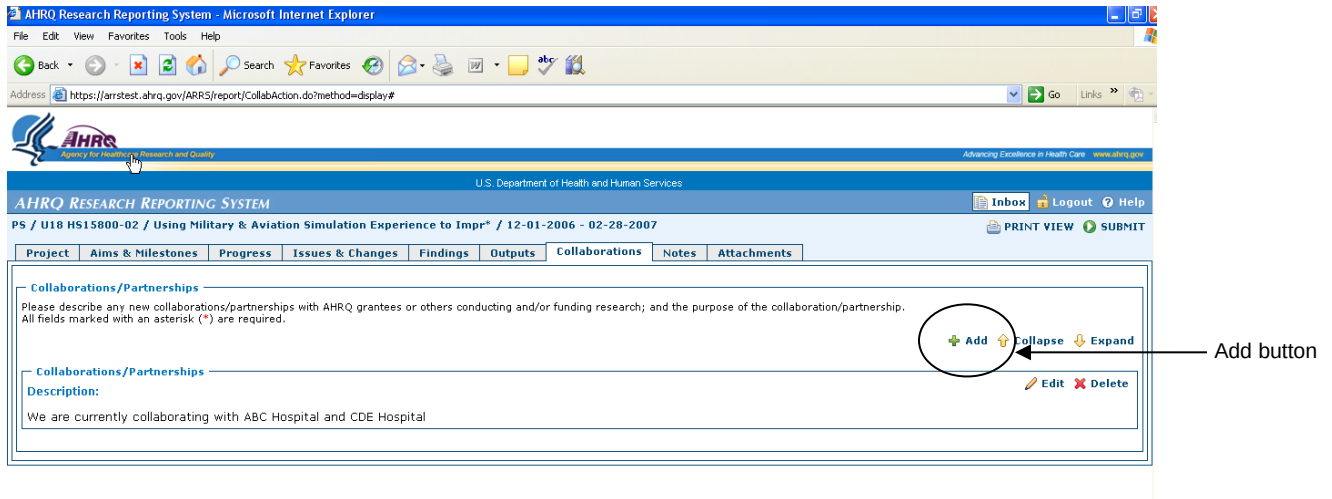 AHRQ Research Reporting System - Microsoft Internet Explorer
File Edit View Favorites Tools Help
Back Search Favorites
Address https://arrstest.ahrq.gov/ARRS/report/CollabAction.do?method=display# Go Links »
AHRQ
Agency for Healthcare Research and Quality Advancing Excellence in Health Care www.ahrq.gov
U.S. Department of Health and Human Services
AHRQ RESEARCH REPORTING SYSTEM Inbox Logout Help
PS / U18 HS15800-02 / Using Military & Aviation Simulation Experience to Impr* / 12-01-2006 - 02-28-2007 PRINT VIEW SUBMIT
Project Aims & Milestones Progress Issues & Changes Findings Outputs Collaborations Notes Attachments
Collaborations/Partnerships
Please describe any new collaborations/partnerships with AHRQ grantees or others conducting and/or funding research; and the purpose of the collaboration/partnership.
All fields marked with an asterisk (*) are required.
Add Collapse Expand
Add button
Collaborations/Partnerships
Edit Delete
Description:
We are currently collaborating with ABC Hospital and CDE Hospital